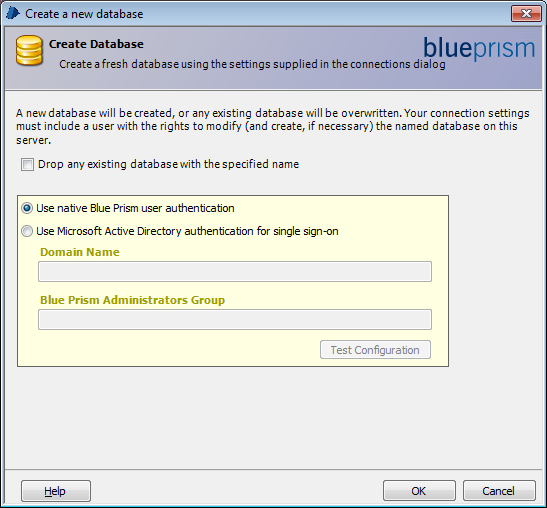 Create a new database
Create Database
blueprism
Create a fresh database using the settings supplied in the connections dialog
A new database will be created, or any existing database will be overwritten. Your connection settings
must include a user with the rights to modify (and create, if necessary) the named database on this
server.
Drop any existing database with the specified name
Use native Blue Prism user authentication
Use Microsoft Active Directory authentication for single sign-on
Domain Name
Blue Prism Administrators Group
Test Configuration
Help
OK
Cancel